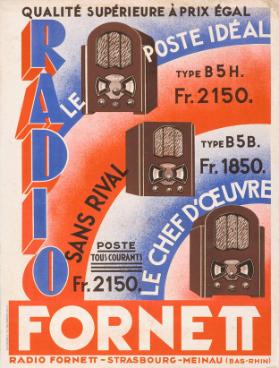 QUALITÉ SUPÉRIEURE À PRIX ÉGAL
RADIO
LE POSTE IDÉAL
TYPE B5H.
Fr. 2150.
SANS RIVAL
TYPE B5B.
Fr. 1850.
LE CHEF D'ŒUVRE
POSTE
TOUS COURANTS
Fr. 2150.
FORNETT
RADIO FORNETT - STRASBOURG - MEINAU (BAS-RHIN)